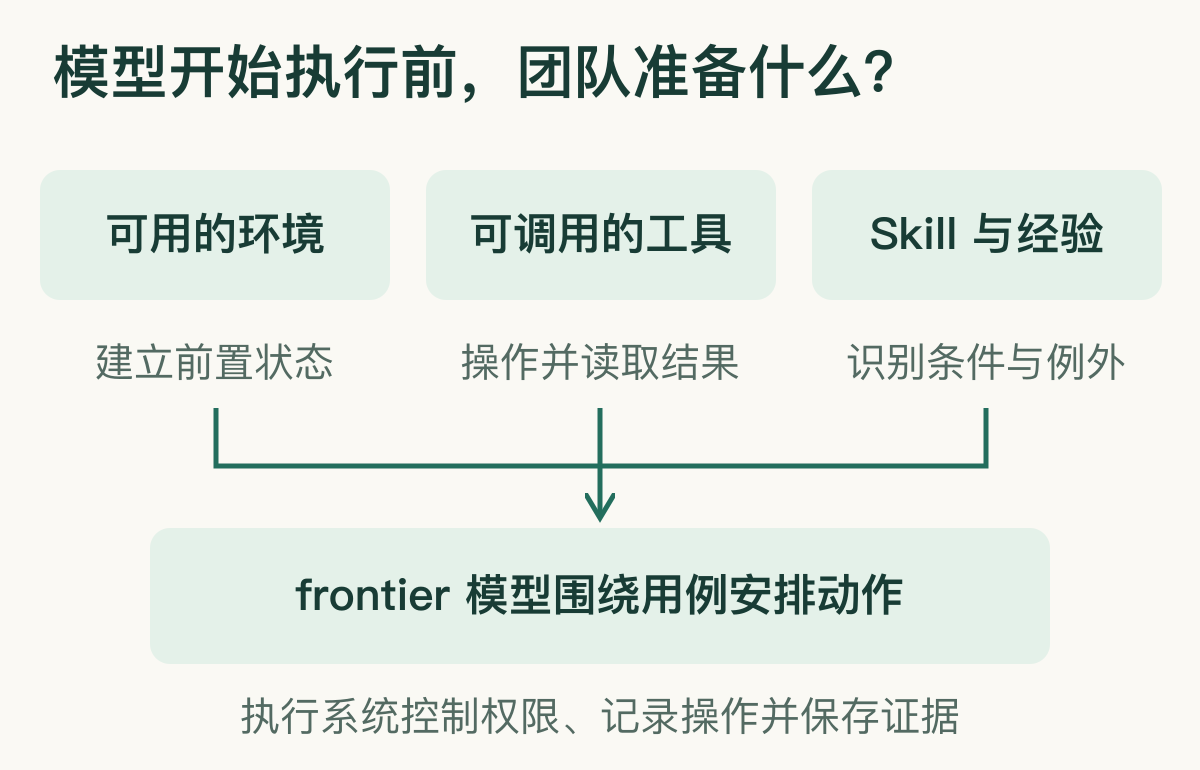 模型开始执行前，团队准备什么？
可用的环境
可调用的工具
Skill 与经验
建立前置状态
操作并读取结果
识别条件与例外
frontier 模型围绕用例安排动作
执行系统控制权限、记录操作并保存证据